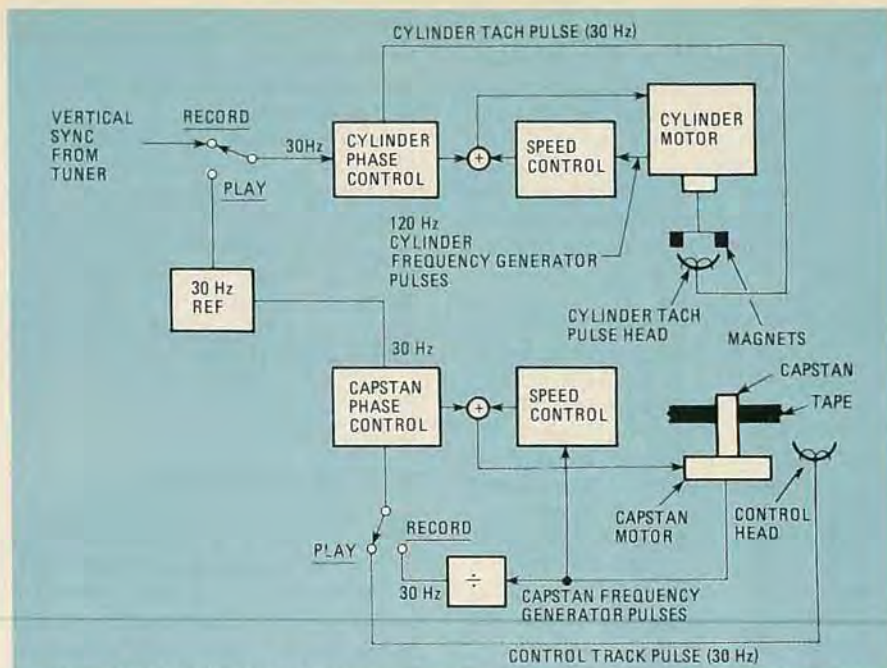 CYLINDER TACH PULSE (30 Hz)
VERTICAL
SYNC
FROM
TUNER
RECORD
PLAY
30Hz
CYLINDER
PHASE
CONTROL
+
SPEED
CONTROL
CYLINDER
MOTOR
120 Hz
CYLINDER
FREQUENCY GENERATOR
PULSES
CYLINDER TACH
PULSE HEAD
MAGNETS
30 Hz
REF
30 Hz
CAPSTAN
PHASE
CONTROL
+
SPEED
CONTROL
CAPSTAN
TAPE
CAPSTAN
MOTOR
CONTROL
HEAD
PLAY
RECORD
30 Hz
÷
CAPSTAN FREQUENCY
GENERATOR PULSES
CONTROL TRACK PULSE (30 Hz)